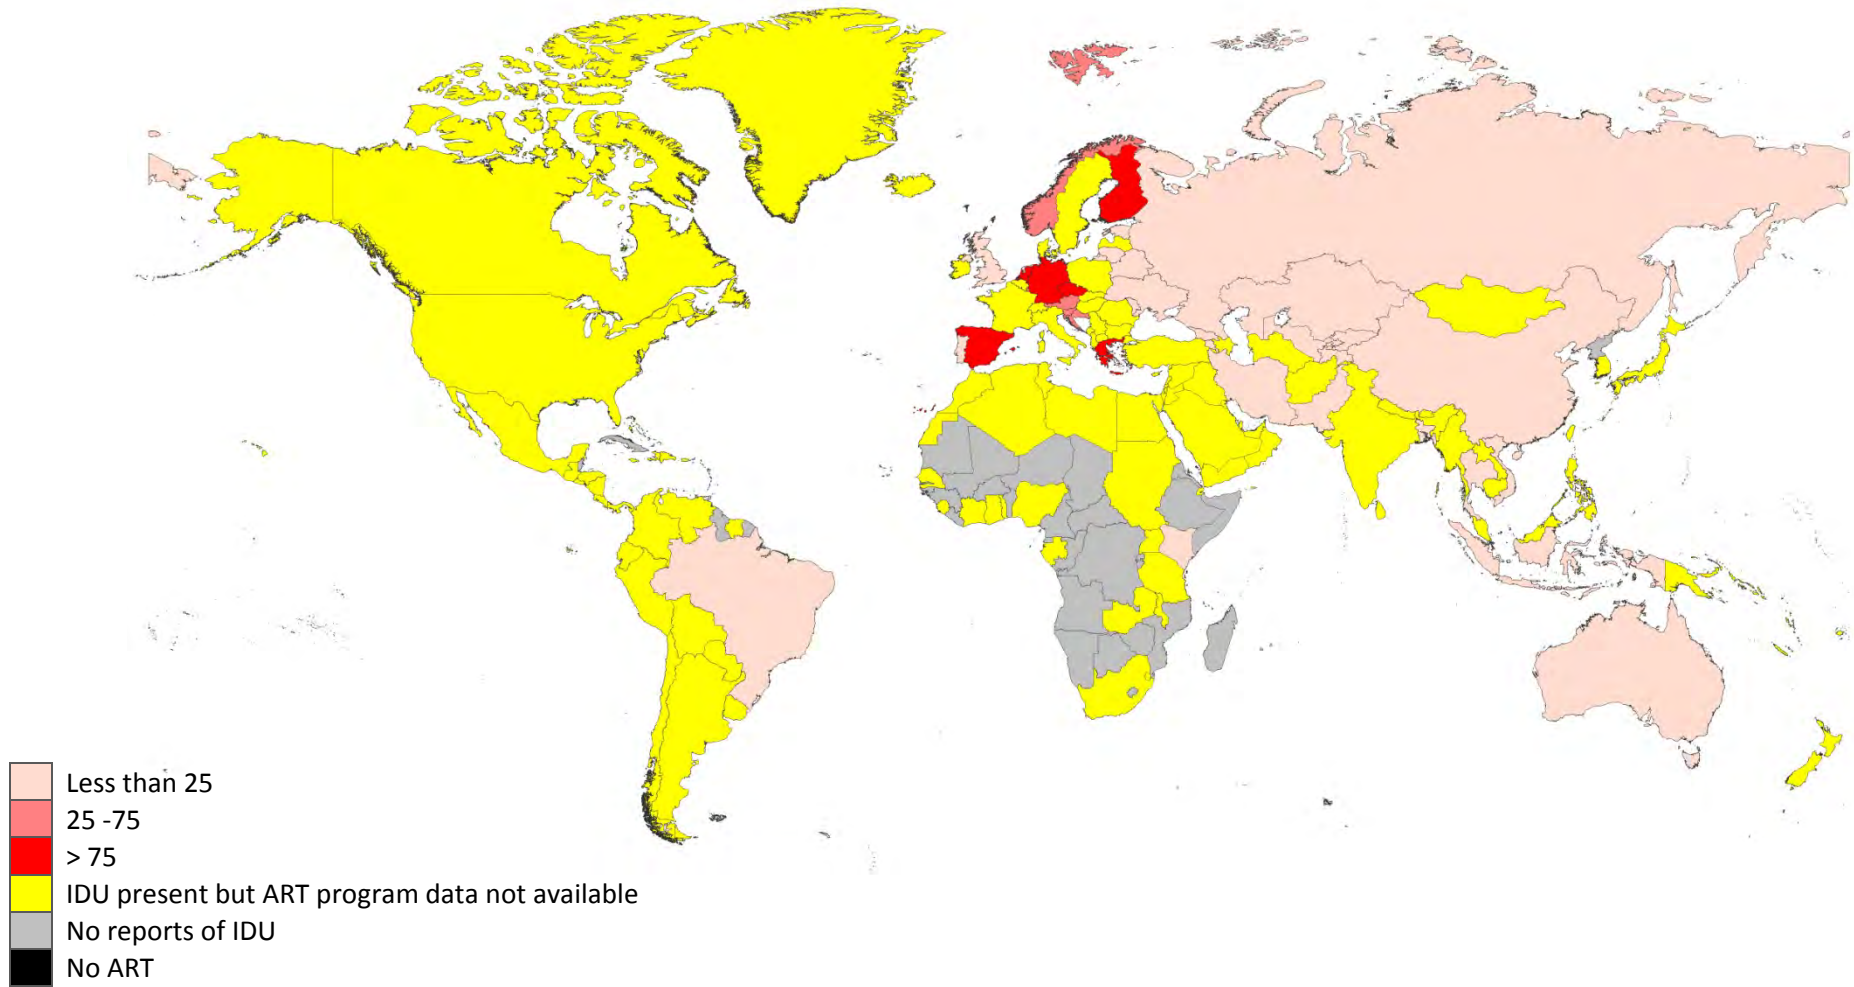 Less than 25
25 -75
> 75
IDU present but ART program data not available
No reports of IDU
No ART